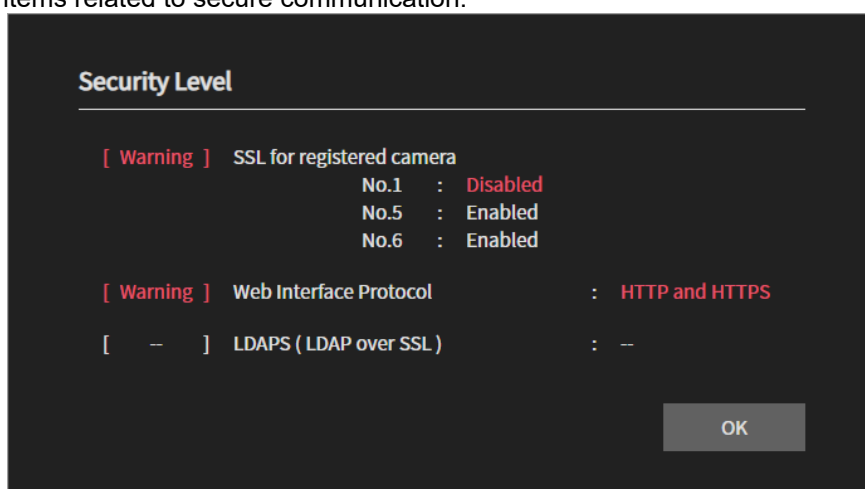 items related to secure communication.
Security Level
[ Warning ] SSL for registered camera
No.1 : Disabled
No.5 : Enabled
No.6 : Enabled
[ Warning ] Web Interface Protocol : HTTP and HTTPS
[ -- ] LDAPS ( LDAP over SSL ) : --
OK